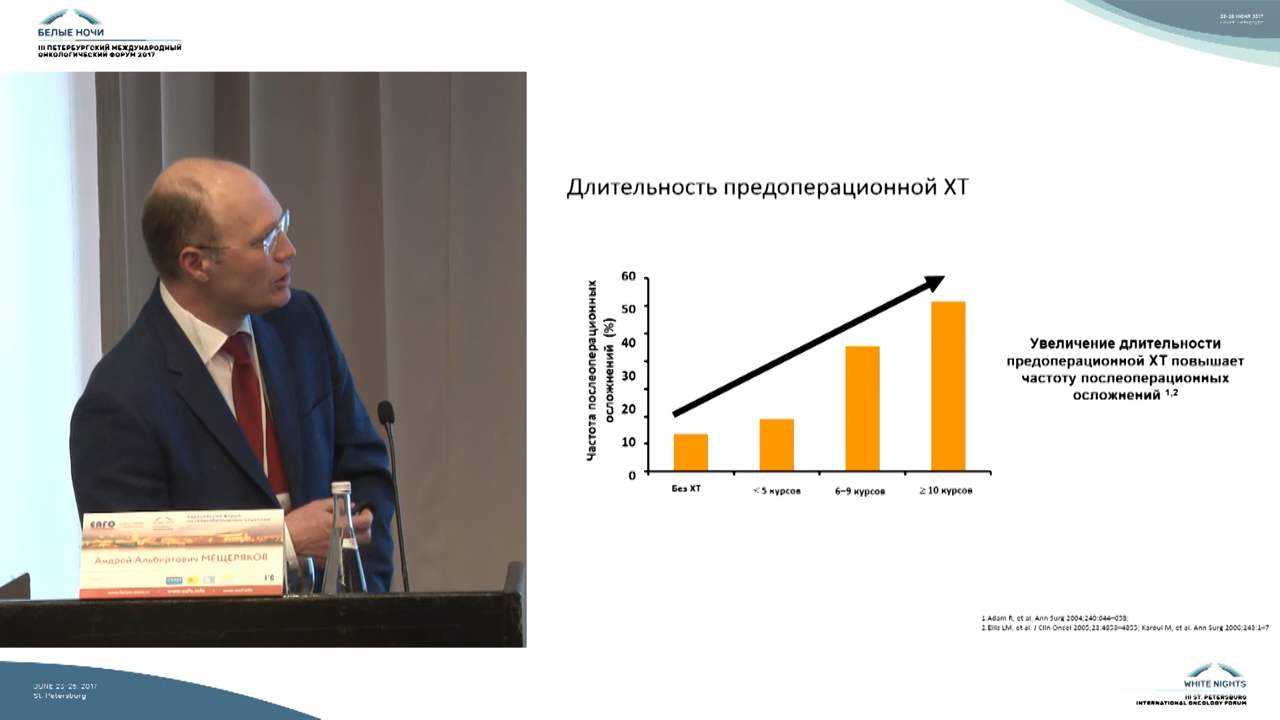 БЕЛЫЕ НОЧИ
III ПЕТЕРБУРГСКИЙ МЕЖДУНАРОДНЫЙ
ОНКОЛОГИЧЕСКИЙ ФОРУМ 2017
Длительность предоперационной ХТ
Частота послеоперационных
осложнений (%)
60
50
40
30
20
10
0
Без ХТ
< 5 курсов
6–9 курсов
≥ 10 курсов
Увеличение длительности
предоперационной ХТ повышает
частоту послеоперационных
осложнений 1,2
Андрей Альбертович МЕЩЕРЯКОВ
1.Adam R, et al. Ann Surg 2004;240:644–658;
2.Ellis LM, et al. J Clin Oncol 2005;23:4853–4855; Karoui M, et al. Ann Surg 2006;243:1–7
JUNE 23-25, 2017
St. Petersburg
WHITE NIGHTS
III ST. PETERSBURG
INTERNATIONAL ONCOLOGY FORUM